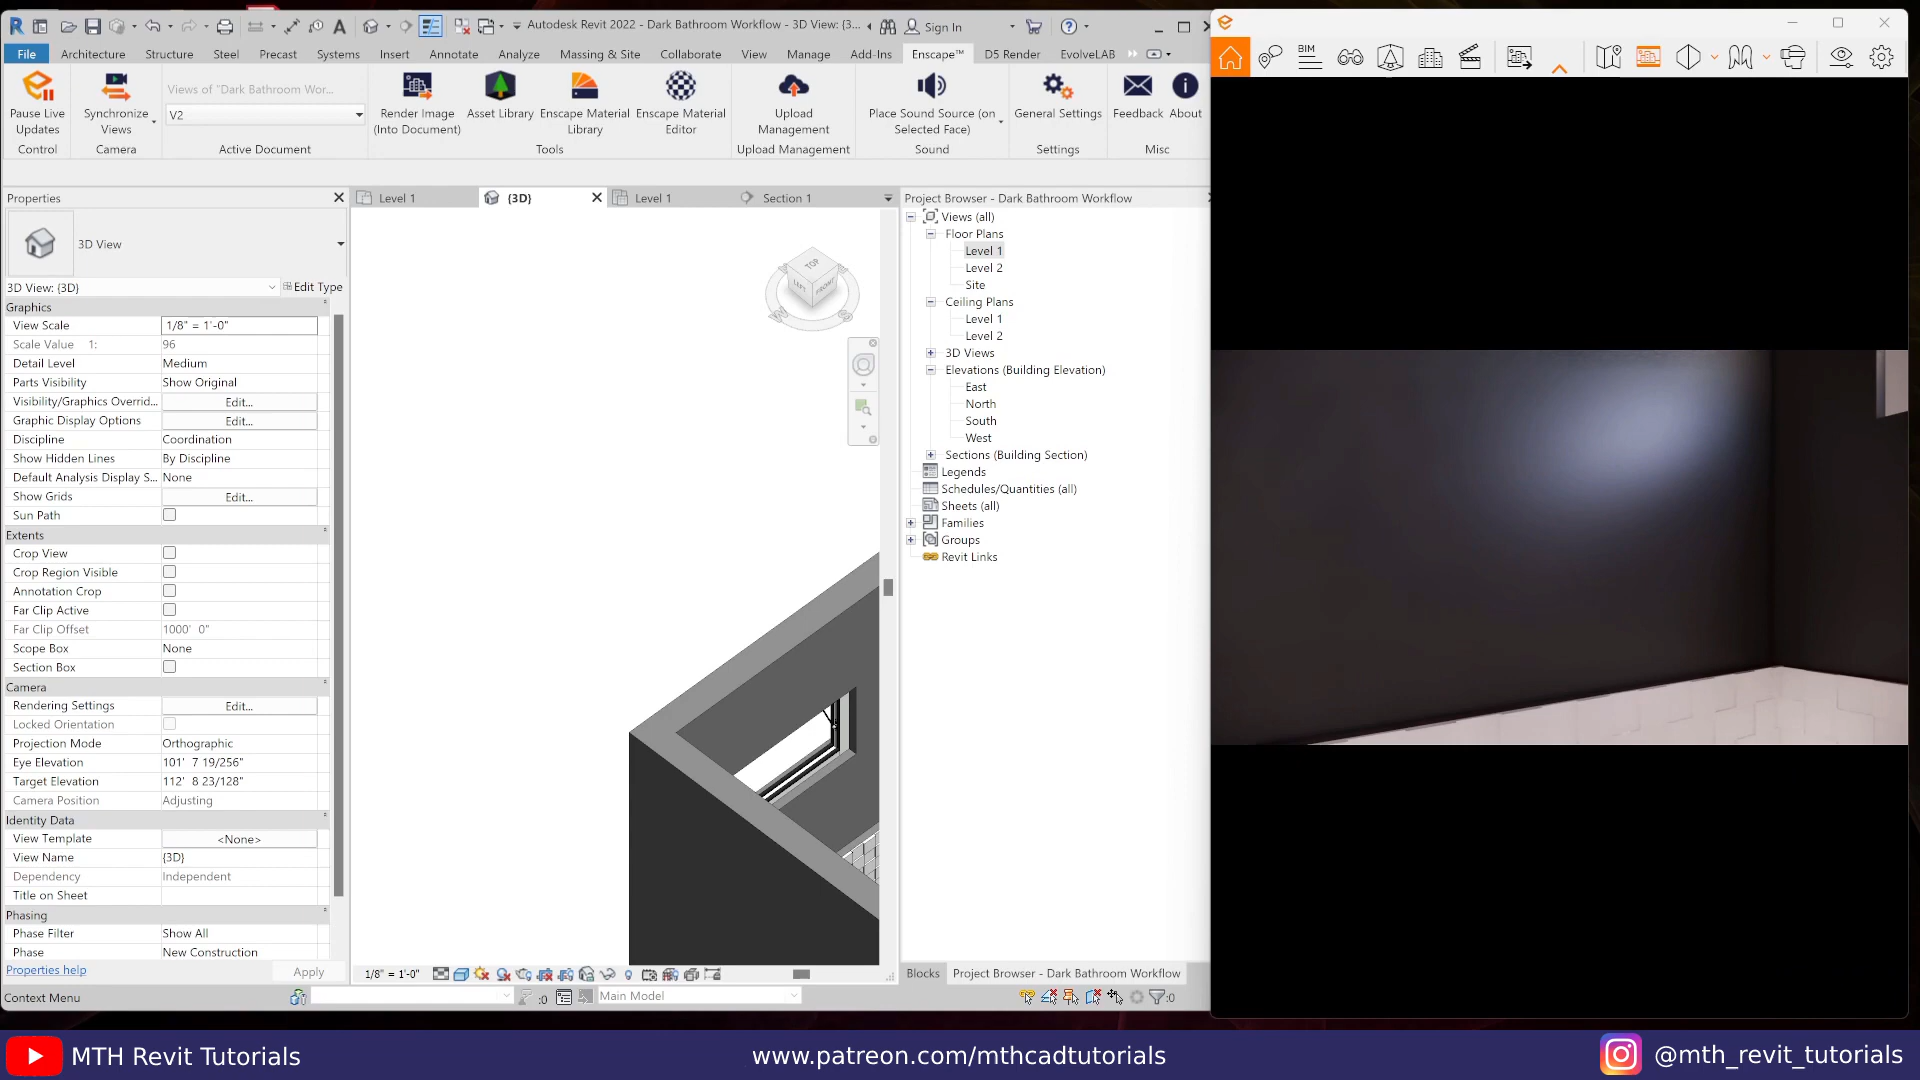 Autodesk Revit 2022 - Dark Bathroom Workflow - 3D View: {3...
Sign In
File Architecture Structure Steel Precast Systems Insert Annotate Analyze Massing & Site Collaborate View Manage Add-Ins Enscape™ D5 Render EvolveLAB
BIM
Pause Live Updates
Synchronize Views
Views of "Dark Bathroom Wor...
V2
Render Image (Into Document)
Asset Library
Enscape Material Library
Enscape Material Editor
Upload Management
Place Sound Source (on Selected Face)
General Settings
Feedback
About
Control Camera Active Document Tools Upload Management Sound Settings Misc
Properties
Level 1
{3D}
Level 1
Section 1
Project Browser - Dark Bathroom Workflow
3D View
3D View: {3D}
Edit Type
Graphics
View Scale 1/8" = 1'-0"
Scale Value 1: 96
Detail Level Medium
Parts Visibility Show Original
Visibility/Graphics Overrid... Edit...
Graphic Display Options Edit...
Discipline Coordination
Show Hidden Lines By Discipline
Default Analysis Display S... None
Show Grids Edit...
Sun Path
Extents
Crop View
Crop Region Visible
Annotation Crop
Far Clip Active
Far Clip Offset 1000' 0"
Scope Box None
Section Box
Camera
Rendering Settings Edit...
Locked Orientation
Projection Mode Orthographic
Eye Elevation 101' 7 19/256"
Target Elevation 112' 8 23/128"
Camera Position Adjusting
Identity Data
View Template <None>
View Name {3D}
Dependency Independent
Title on Sheet
Phasing
Phase Filter Show All
Phase New Construction
Properties help
Apply
TOP
LEFT
FRONT
W
S
Views (all)
Floor Plans
Level 1
Level 2
Site
Ceiling Plans
Level 1
Level 2
3D Views
Elevations (Building Elevation)
East
North
South
West
Sections (Building Section)
Legends
Schedules/Quantities (all)
Sheets (all)
Families
Groups
Revit Links
1/8" = 1'-0"
Blocks
Project Browser - Dark Bathroom Workflow
Context Menu
:0
Main Model
:0
MTH Revit Tutorials
www.patreon.com/mthcadtutorials
@mth_revit_tutorials